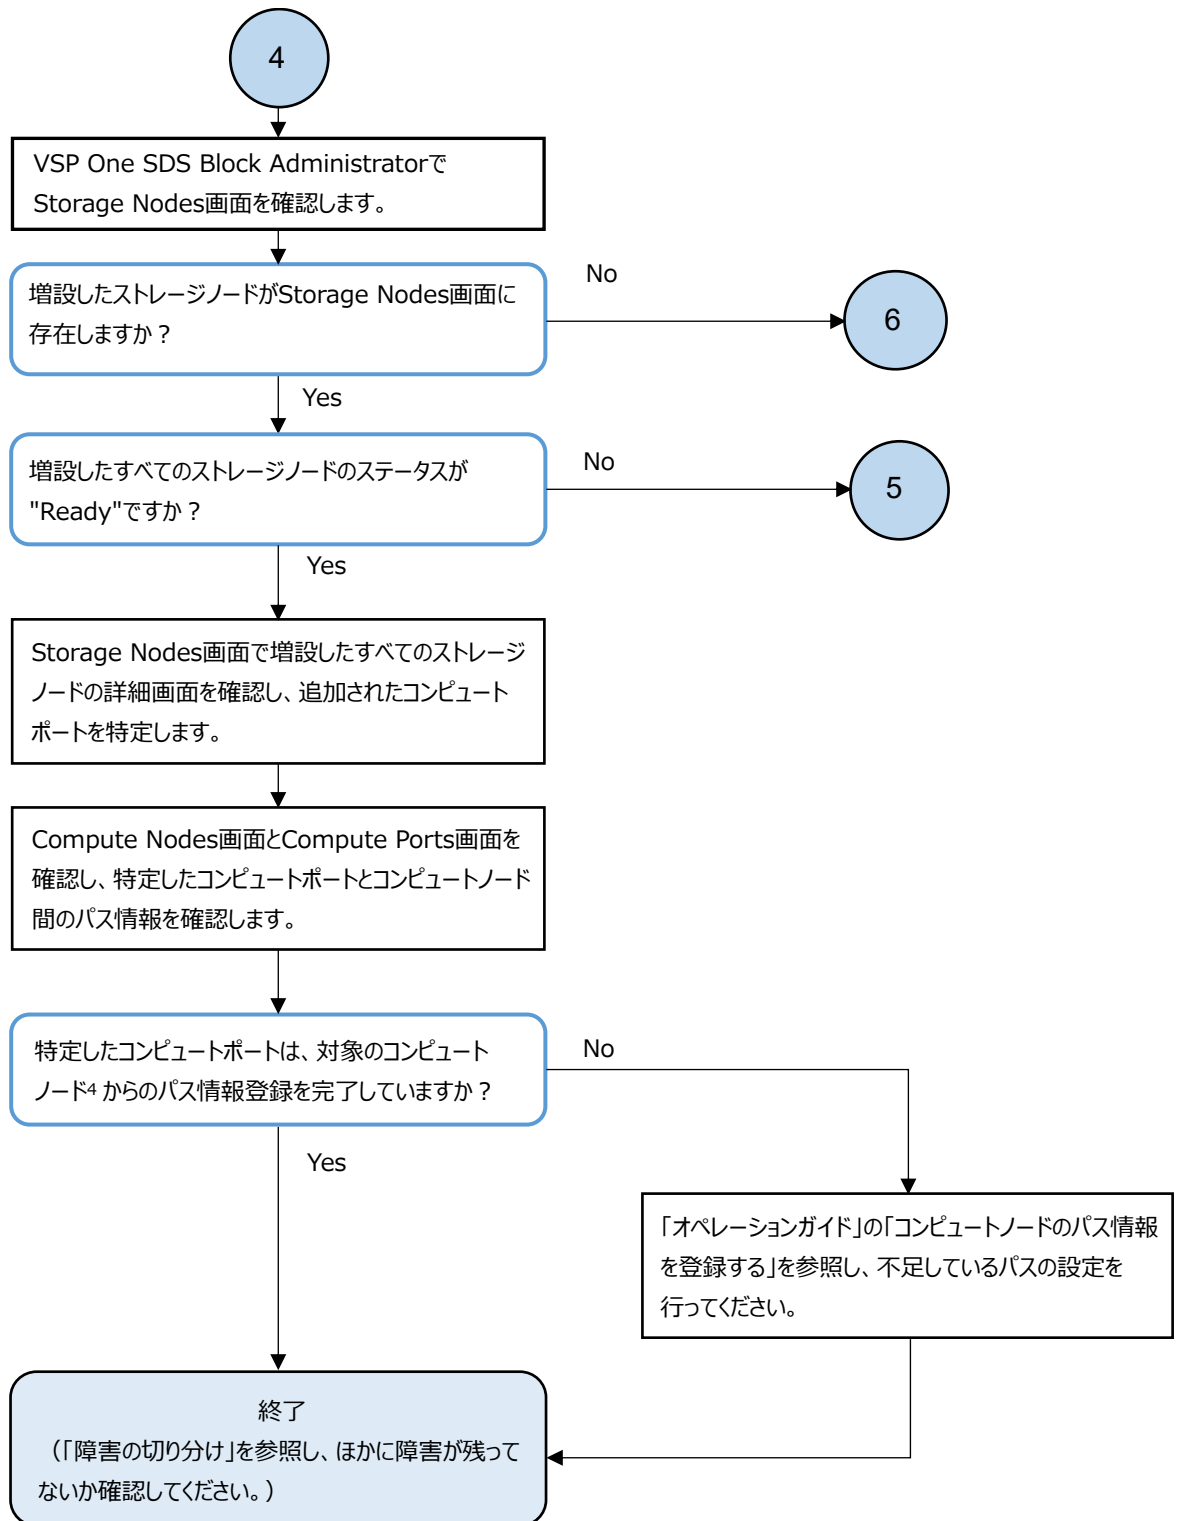 4
VSP One SDS Block Administratorで
Storage Nodes画面を確認します。
増設したストレージノードがStorage Nodes画面に
存在しますか？
No
6
Yes
増設したすべてのストレージノードのステータスが
"Ready"ですか？
No
5
Yes
Storage Nodes画面で増設したすべてのストレージ
ノードの詳細画面を確認し、追加されたコンピュート
ポートを特定します。
Compute Nodes画面とCompute Ports画面を
確認し、特定したコンピュートポートとコンピュートノード
間のパス情報を確認します。
特定したコンピュートポートは、対象のコンピュート
ノード4 からのパス情報登録を完了していますか？
No
Yes
「オペレーションガイド」の「コンピュートノードのパス情報
を登録する」を参照し、不足しているパスの設定を
行ってください。
終了
（「障害の切り分け」を参照し、ほかに障害が残って
ないか確認してください。）